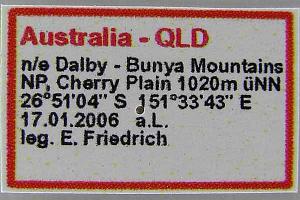 Australia - QLD
n/e Dalby - Bunya Mountains
NP, Cherry Plain 1020m üNN
26°51'04" S 151°33'43" E
17.01.2006 a.L.
leg. E. Friedrich